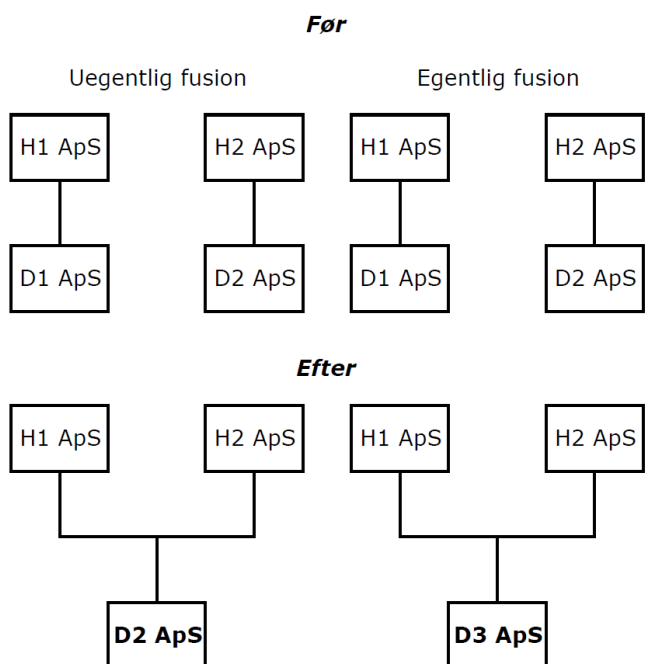 Før
Uegentlig fusion Egentlig fusion
H1 ApS H2 ApS H1 ApS H2 ApS
D1 ApS D2 ApS D1 ApS D2 ApS
Efter
H1 ApS H2 ApS H1 ApS H2 ApS
D2 ApS D3 ApS